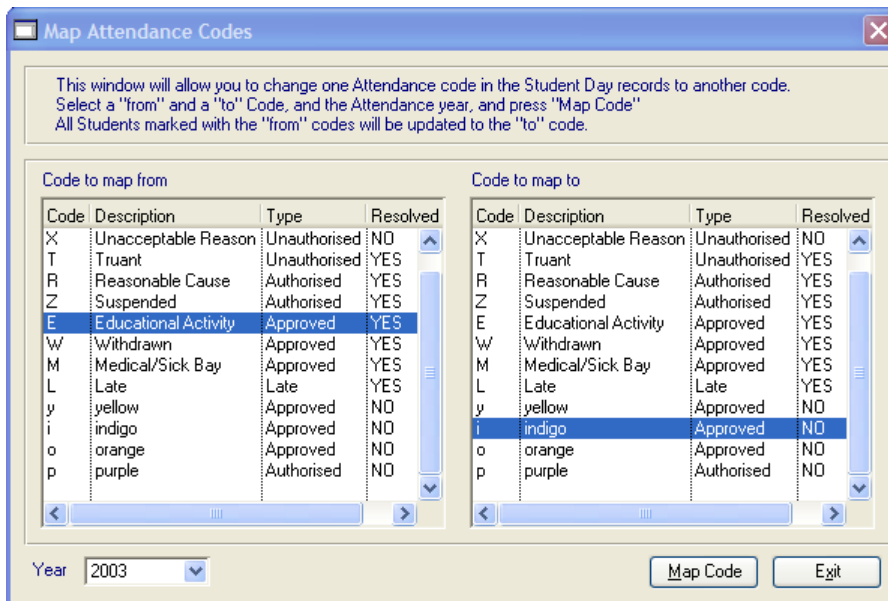 Map Attendance Codes
This window will allow you to change one Attendance code in the Student Day records to another code.
Select a "from" and a "to" Code, and the Attendance year, and press "Map Code"
All Students marked with the "from" codes will be updated to the "to" code.
Code to map from
Code Description Type Resolved
X Unacceptable Reason Unauthorised NO
T Truant Unauthorised YES
R Reasonable Cause Authorised YES
Z Suspended Authorised YES
E Educational Activity Approved YES
W Withdrawn Approved YES
M Medical/Sick Bay Approved YES
L Late Late YES
y yellow Approved NO
i indigo Approved NO
o orange Approved NO
p purple Authorised NO
Code to map to
Code Description Type Resolved
X Unacceptable Reason Unauthorised NO
T Truant Unauthorised YES
R Reasonable Cause Authorised YES
Z Suspended Authorised YES
E Educational Activity Approved YES
W Withdrawn Approved YES
M Medical/Sick Bay Approved YES
L Late Late YES
y yellow Approved NO
i indigo Approved NO
o orange Approved NO
p purple Authorised NO
Year 2003
Map Code
Exit